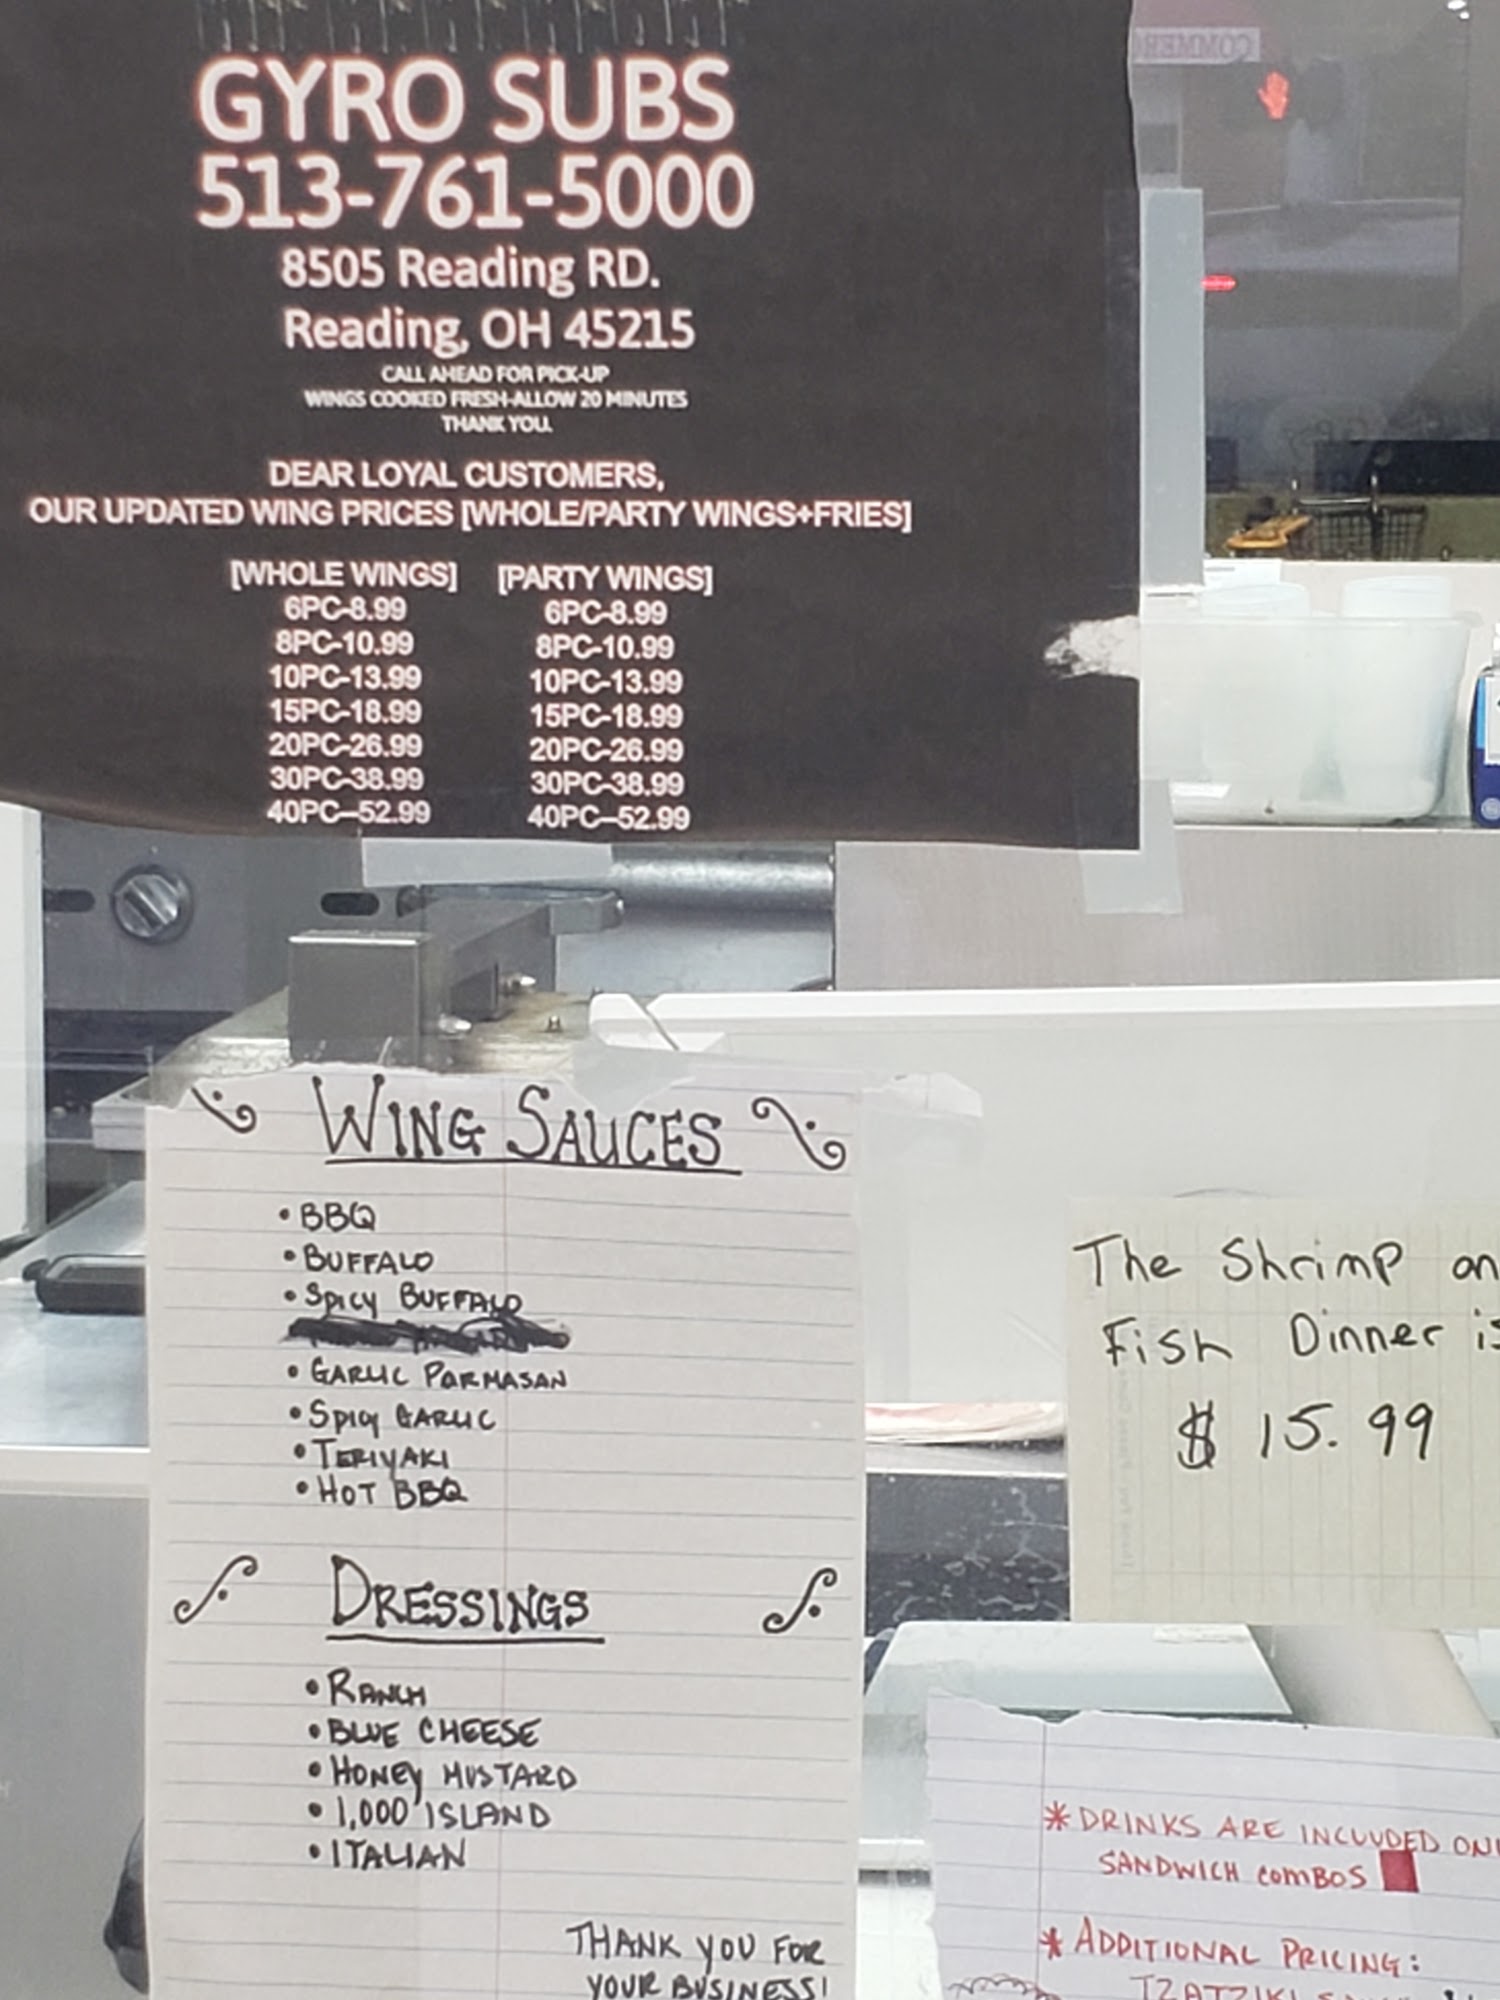 GYRO SUBS
513-761-5000
8505 Reading RD.
Reading, OH 45215
CALL AHEAD FOR PICK-UP
WINGS COOKED FRESH-ALLOW 20 MINUTES
THANK YOU.
DEAR LOYAL CUSTOMERS,
OUR UPDATED WING PRICES [WHOLE/PARTY WINGS+FRIES]
[WHOLE WINGS] [PARTY WINGS]
6PC-8.99 6PC-8.99
8PC-10.99 8PC-10.99
10PC-13.99 10PC-13.99
15PC-18.99 15PC-18.99
20PC-26.99 20PC-26.99
30PC-38.99 30PC-38.99
40PC--52.99 40PC--52.99
WING SAUCES
• BBQ
• BUFFALO
• SPICY BUFFALO
• GARLIC PARMASAN
• SPICY GARLIC
• TERIYAKI
• HOT BBQ
DRESSINGS
• RANCH
• BLUE CHEESE
• HONEY MUSTARD
• 1,000 ISLAND
• ITALIAN
THANK YOU FOR
YOUR BUSINESS!
The Shrimp an
Fish Dinner is
$ 15.99
* DRINKS ARE INCLUDED ON
SANDWICH COMBOS
* ADDITIONAL PRICING:
TZATZIKI